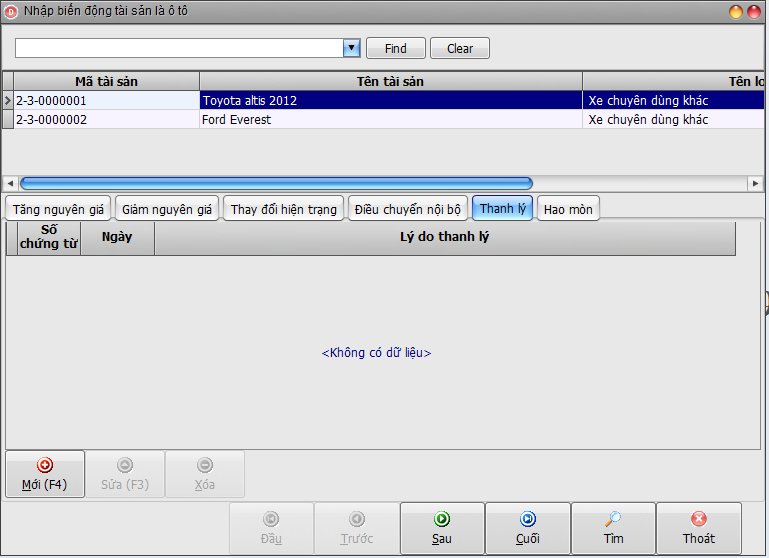 Nhập biến động tài sản là ô tô
Find Clear
Mã tài sản Tên tài sản Tên lo
2-3-0000001 Toyota altis 2012 Xe chuyên dùng khác
2-3-0000002 Ford Everest Xe chuyên dùng khác
Tăng nguyên giá Giảm nguyên giá Thay đổi hiện trạng Điều chuyển nội bộ Thanh lý Hao mòn
Số
chứng từ Ngày Lý do thanh lý
<Không có dữ liệu>
Mới (F4) Sửa (F3) Xóa
Đầu Trước Sau Cuối Tìm Thoát